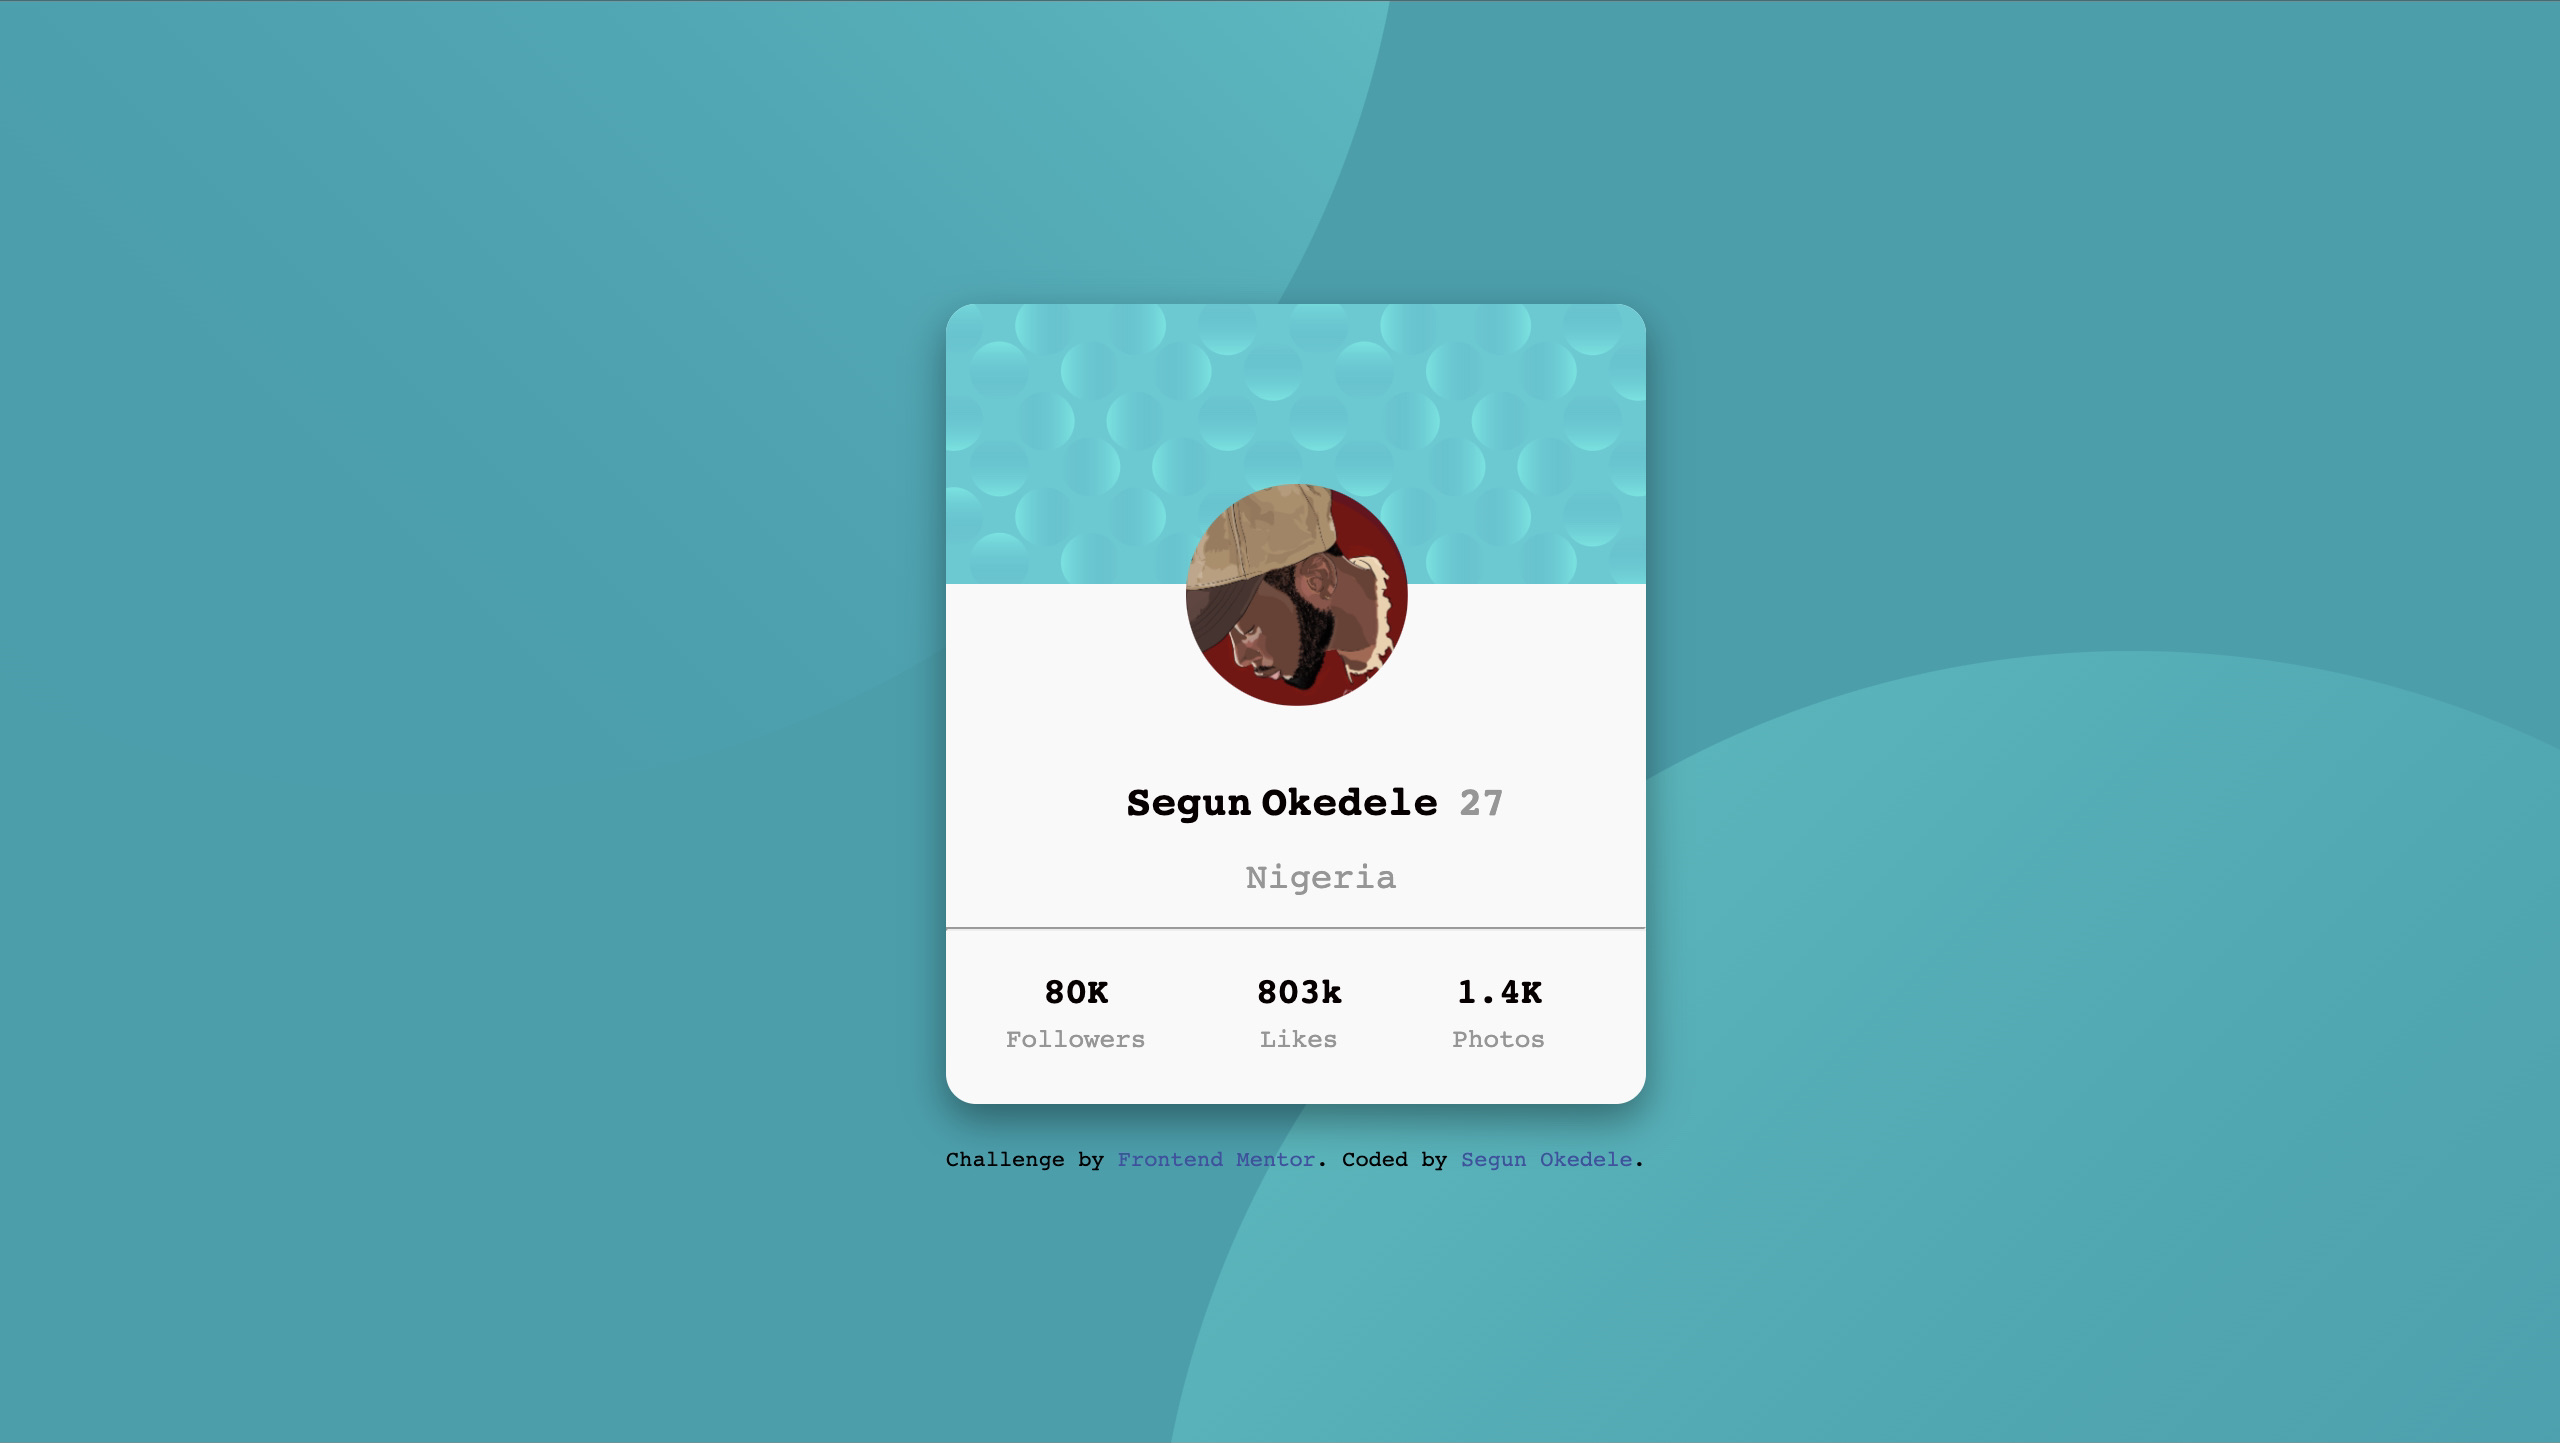 Segun Okedele 27
Nigeria
80K 803k 1.4K
Followers Likes Photos
Challenge by Frontend Mentor. Coded by Segun Okedele.